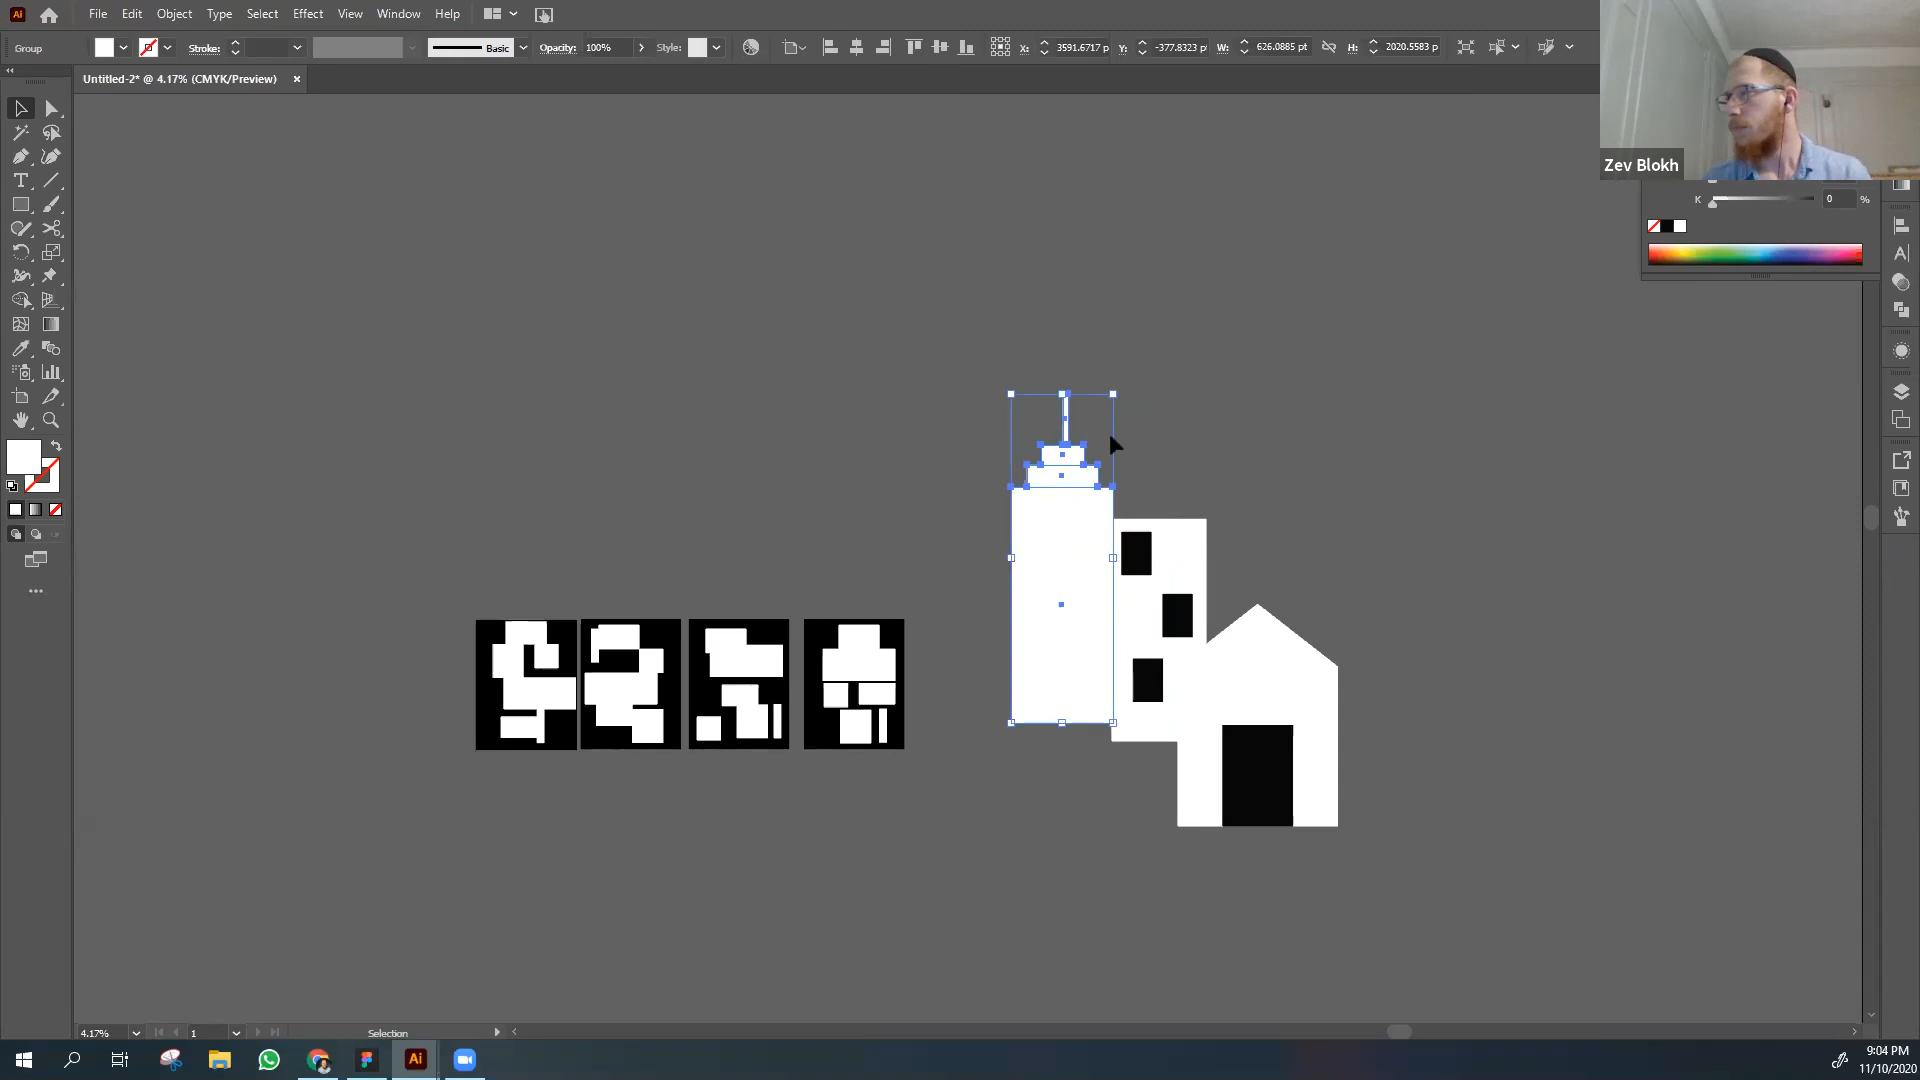 Ai File Edit Object Type Select Effect View Window Help
Group Stroke: Basic Opacity: 100% Style: X: 3591.6717 p Y: -377.8323 p W: 626.0885 pt H: 2020.5583 p
Untitled-2* @ 4.17% (CMYK/Preview) ×
Zev Blokh
K 0 %
4.17% 1 Selection
Ai
9:04 PM
11/10/2020